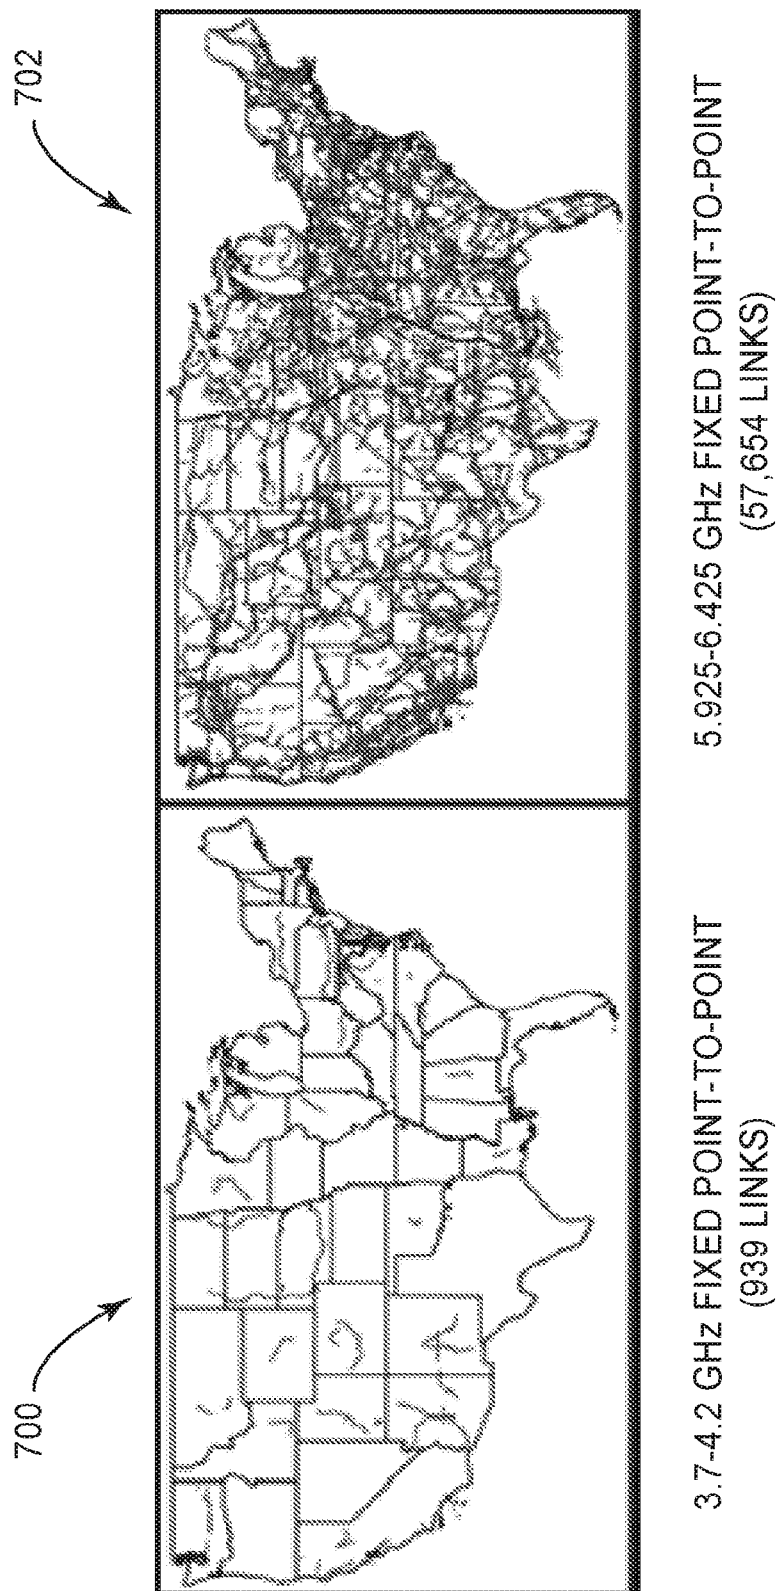 700
702
3.7-4.2 GHz FIXED POINT-TO-POINT
(939 LINKS)
5.925-6.425 GHz FIXED POINT-TO-POINT
(57,654 LINKS)